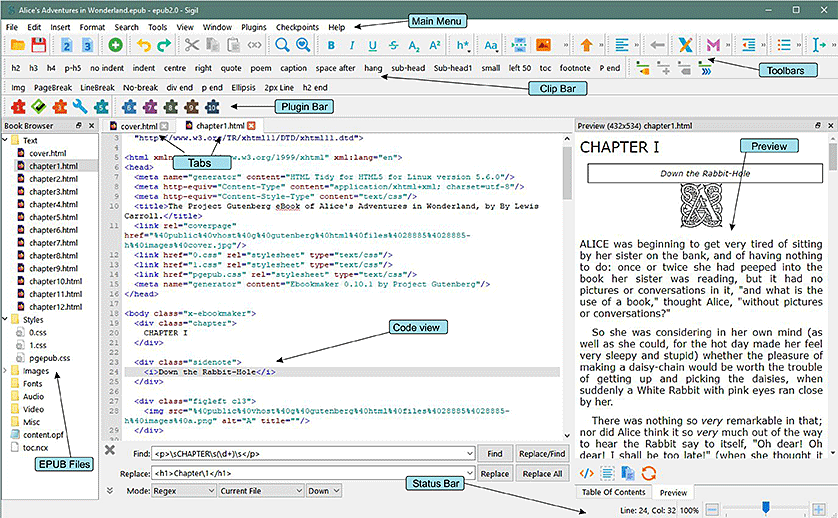 Alice's Adventures in Wonderland.epub - epub2.0 - Sigil
File Edit Insert Format Search Tools View Window Plugins Checkpoints Help
Main Menu
2 3 B I U S A2 A2 h* Aa
Toolbars
h2 h3 h4 p-h5 no indent indent centre right quote poem caption space after hang sub-head Sub-head1 small left 50 toc footnote P end
Clip Bar
Img PageBreak LineBreak No-break div end p end Ellipsis 2px Line h2 end
1 2 3 4 5 6 7 8 9 10
Plugin Bar
Book Browser
Text
cover.html
chapter1.html
chapter2.html
chapter3.html
chapter4.html
chapter5.html
chapter6.html
chapter7.html
chapter8.html
chapter9.html
chapter10.html
chapter11.html
chapter12.html
Styles
0.css
1.css
pgepub.css
Images
Fonts
Audio
Video
Misc
content.opf
toc.ncx
EPUB Files
cover.html chapter1.html
Tabs
3 "http://www.w3.org/TR/xhtml11/DTD/xhtml11.dtd">
4
5 <html xmlns="http://www.w3.org/1999/xhtml" xml:lang="en">
6 <head>
7 <meta name="generator" content="HTML Tidy for HTML5 for Linux version 5.6.0"/>
8 <meta http-equiv="Content-Type" content="application/xhtml+xml; charset=utf-8"/>
9 <meta http-equiv="Content-Style-Type" content="text/css"/>
10 <title>The Project Gutenberg eBook of Alice's Adventures in Wonderland, by By Lewis
Carroll.</title>
11 <link rel="coverpage"
href="%40public%40vhost%40g%40gutenberg%40html%40files%4028885%4028885-
h%40images%40cover.jpg"/>
12 <link href="0.css" rel="stylesheet" type="text/css"/>
13 <link href="1.css" rel="stylesheet" type="text/css"/>
14 <link href="pgepub.css" rel="stylesheet" type="text/css"/>
15 <meta name="generator" content="Ebookmaker 0.10.1 by Project Gutenberg"/>
16 </head>
17
18 <body class="x-ebookmaker">
19 <div class="chapter">
20 CHAPTER I
21 </div>
22
23 <div class="sidenote">
24 <i>Down the Rabbit-Hole</i>
25 </div>
26
27 <div class="figleft cl3">
28 <img src="%40public%40vhost%40g%40gutenberg%40html%40files%4028885%4028885-
h%40images%40a.png" alt="A" title=""/>
29 </div>
Code view
Find: <p>\sCHAPTER\s(\d+)\s</p> Find Replace/Find
Replace: <h1>Chapter\1</h1> Replace Replace All
Mode: Regex Current File Down
Preview (432x534) chapter1.html
CHAPTER I
Preview
Down the Rabbit-Hole
A
ALICE was beginning to get very tired of sitting
by her sister on the bank, and of having nothing
to do: once or twice she had peeped into the
book her sister was reading, but it had no
pictures or conversations in it, "and what is the
use of a book," thought Alice, "without pictures
or conversations?"
So she was considering in her own mind (as
well as she could, for the hot day made her feel
very sleepy and stupid) whether the pleasure of
making a daisy-chain would be worth the trouble
of getting up and picking the daisies, when
suddenly a White Rabbit with pink eyes ran close
by her.
There was nothing so very remarkable in that;
nor did Alice think it so very much out of the way
to hear the Rabbit say to itself, "Oh dear! Oh
dear! I shall be too late!" (when she thought it
Table Of Contents Preview
Status Bar
Line: 24, Col: 32 100%